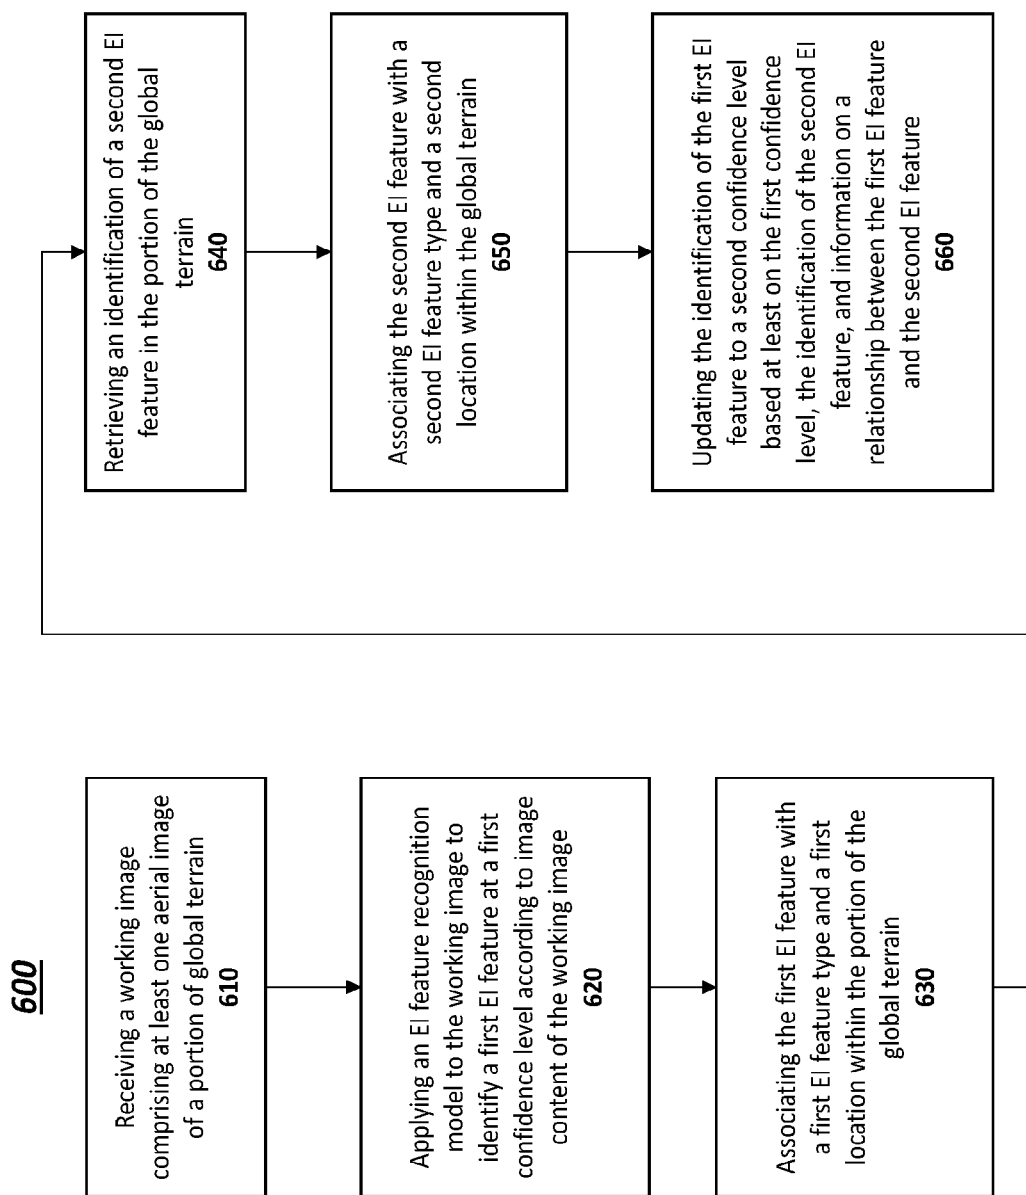 600
Receiving a working image
comprising at least one aerial image
of a portion of global terrain
610
Applying an EI feature recognition
model to the working image to
identify a first EI feature at a first
confidence level according to image
content of the working image
620
Associating the first EI feature with
a first EI feature type and a first
location within the portion of the
global terrain
630
Retrieving an identification of a second EI
feature in the portion of the global
terrain
640
Associating the second EI feature with a
second EI feature type and a second
location within the global terrain
650
Updating the identification of the first EI
feature to a second confidence level
based at least on the first confidence
level, the identification of the second EI
feature, and information on a
relationship between the first EI feature
and the second EI feature
660